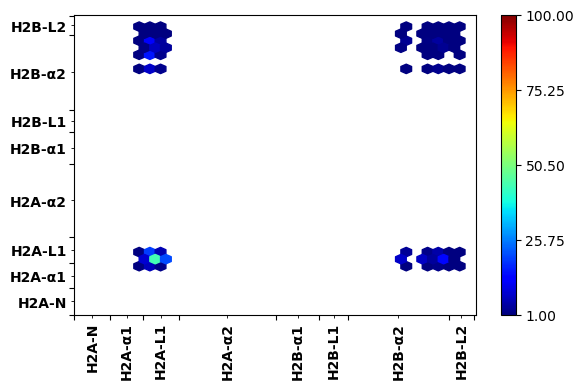 H2B-L2
H2B-α2
H2B-L1
H2B-α1
H2A-α2
H2A-L1
H2A-α1
H2A-N
H2A-N
H2A-α1
H2A-L1
H2A-α2
H2B-α1
H2B-L1
H2B-α2
H2B-L2
100.00
75.25
50.50
25.75
1.00